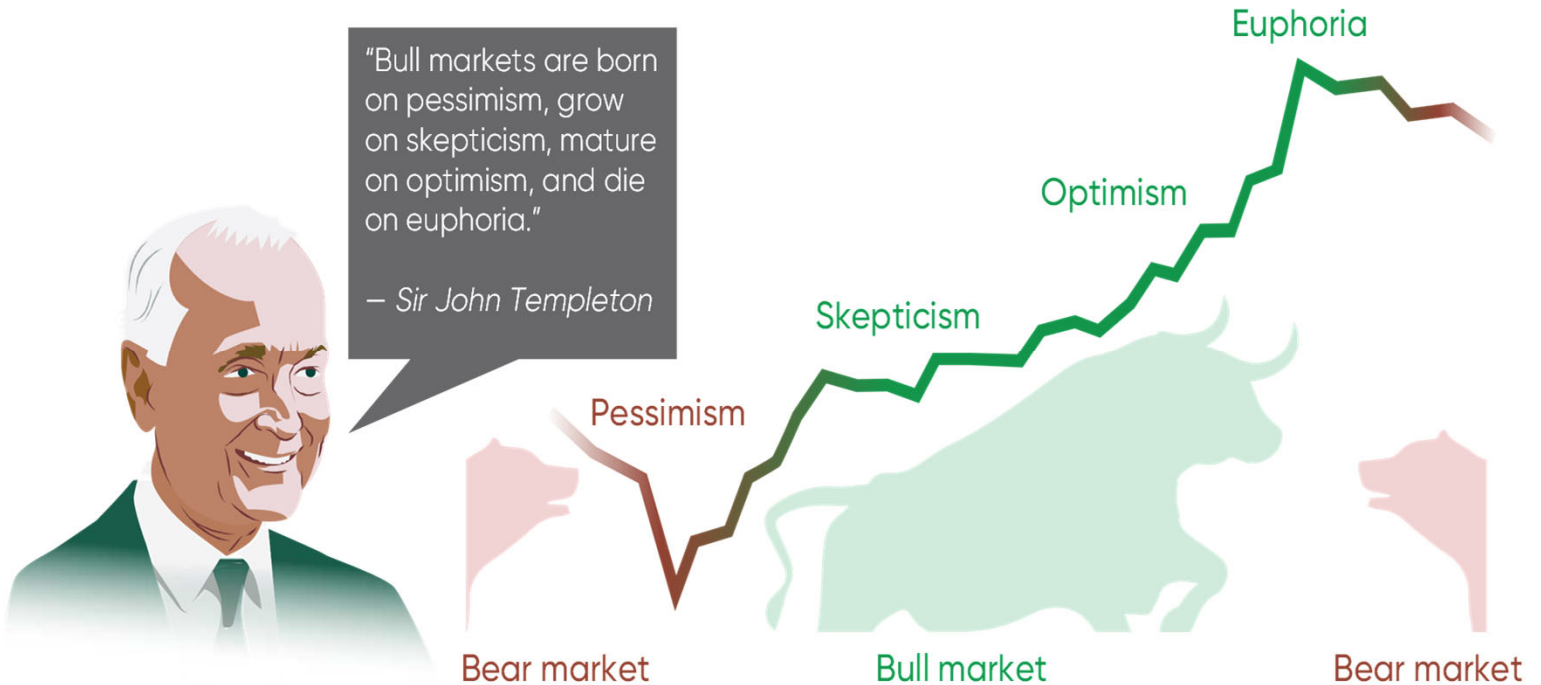 “Bull markets are born
on pessimism, grow
on skepticism, mature
on optimism, and die
on euphoria.”
– Sir John Templeton
Pessimism
Skepticism
Optimism
Euphoria
Bear market
Bull market
Bear market